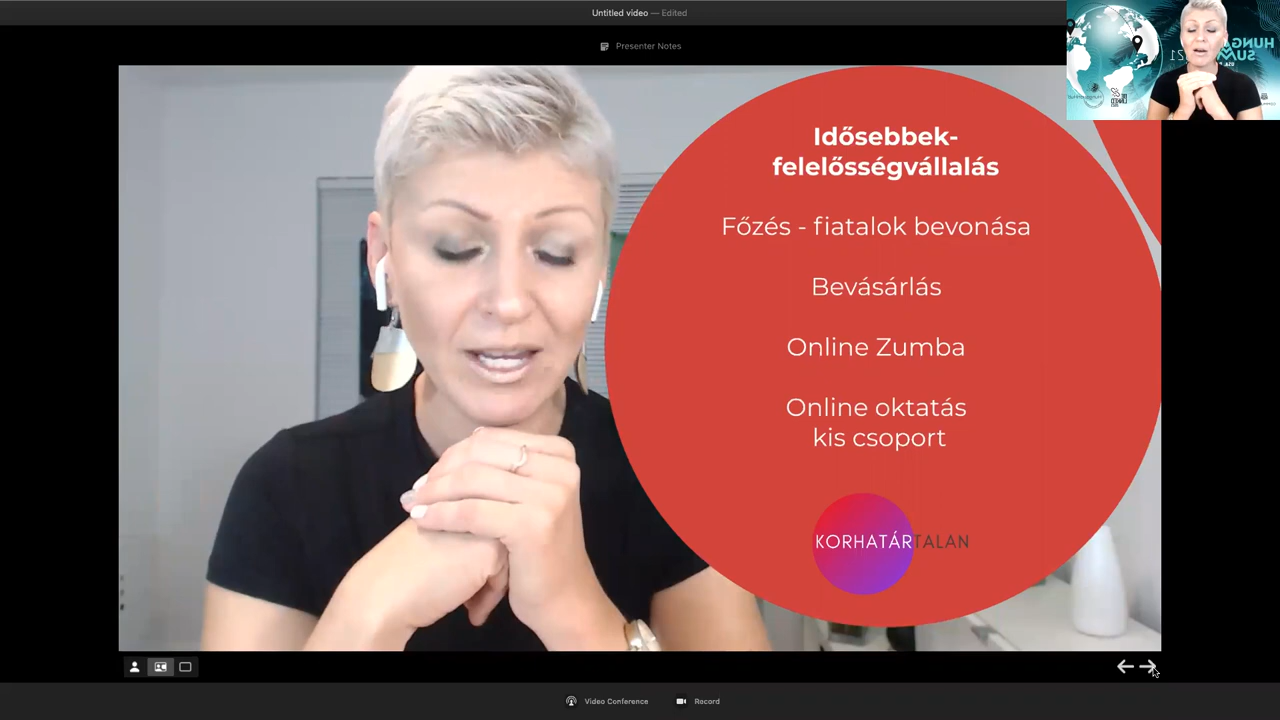 Untitled video — Edited
Presenter Notes
Idősebbek-
felelősségvállalás
Főzés - fiatalok bevonása
Bevásárlás
Online Zumba
Online oktatás
kis csoport
KORHATÁRTALAN
Video Conference
Record